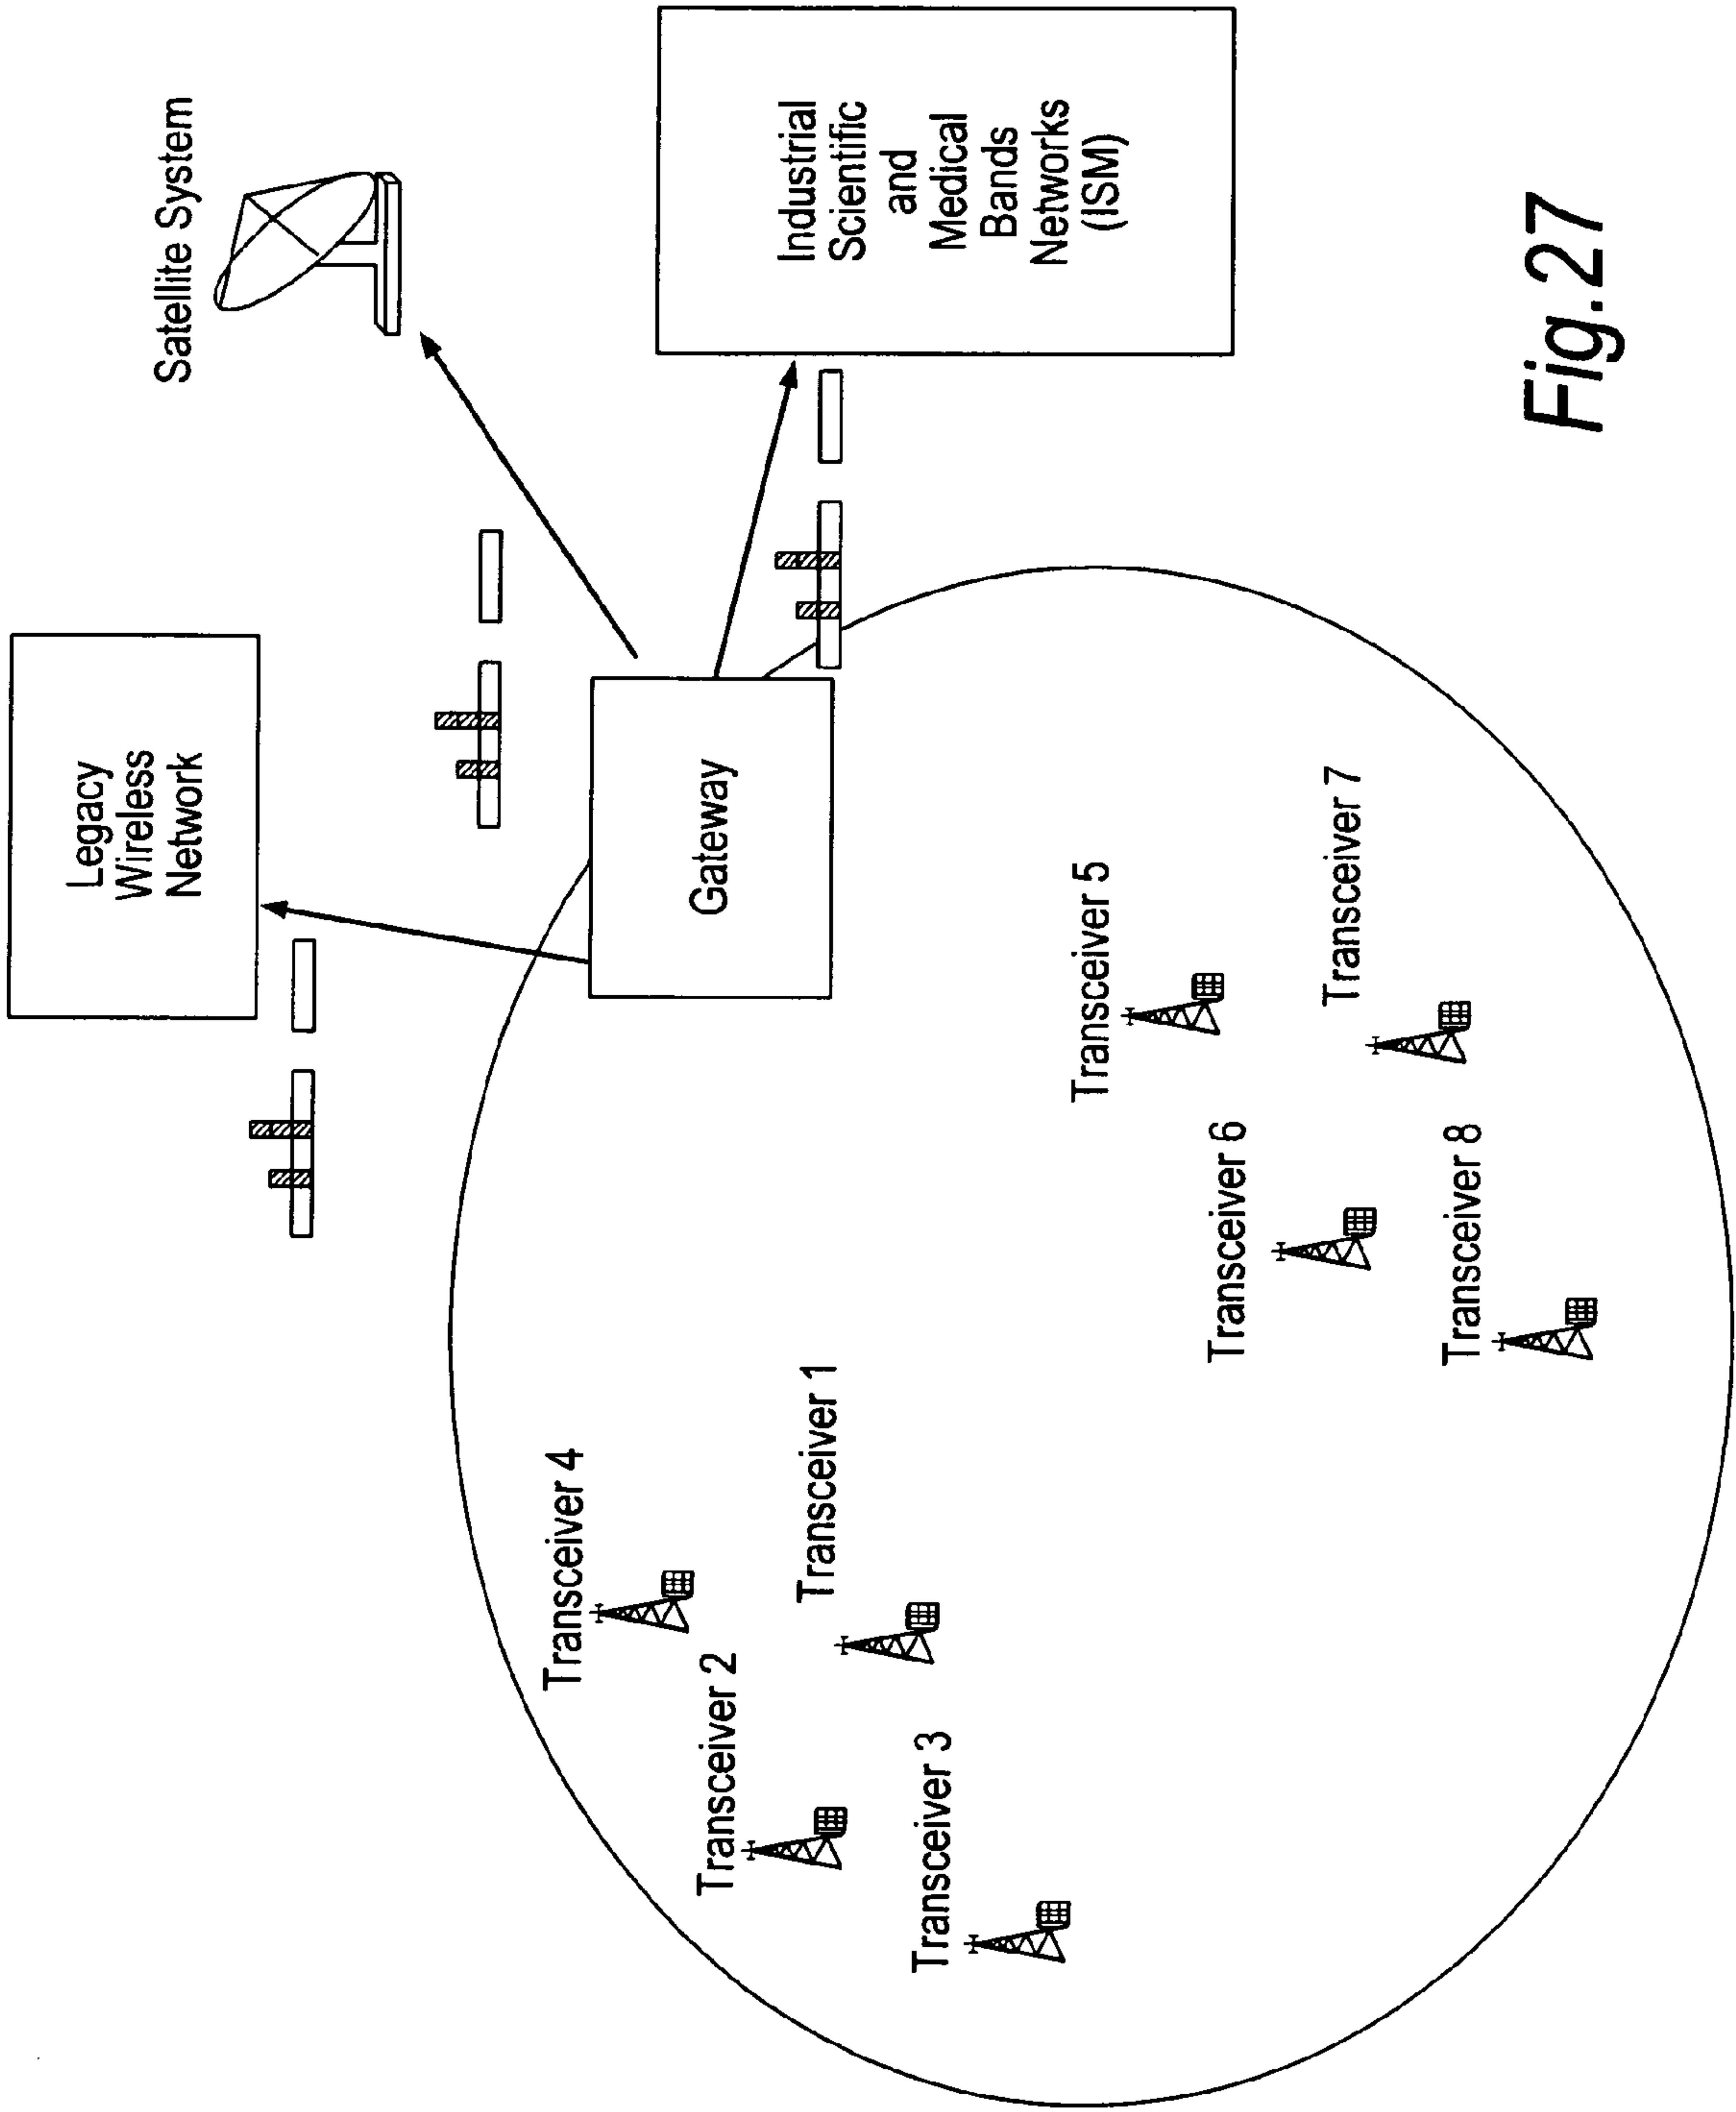 Legacy
Wireless
Network
Satellite System
Gateway
Industrial
Scientific
and
Medical
Bands
Networks
(ISM)
Transceiver 4
Transceiver 2
Transceiver 1
Transceiver 3
Transceiver 5
Transceiver 6
Transceiver 7
Transceiver 8
Fig.27